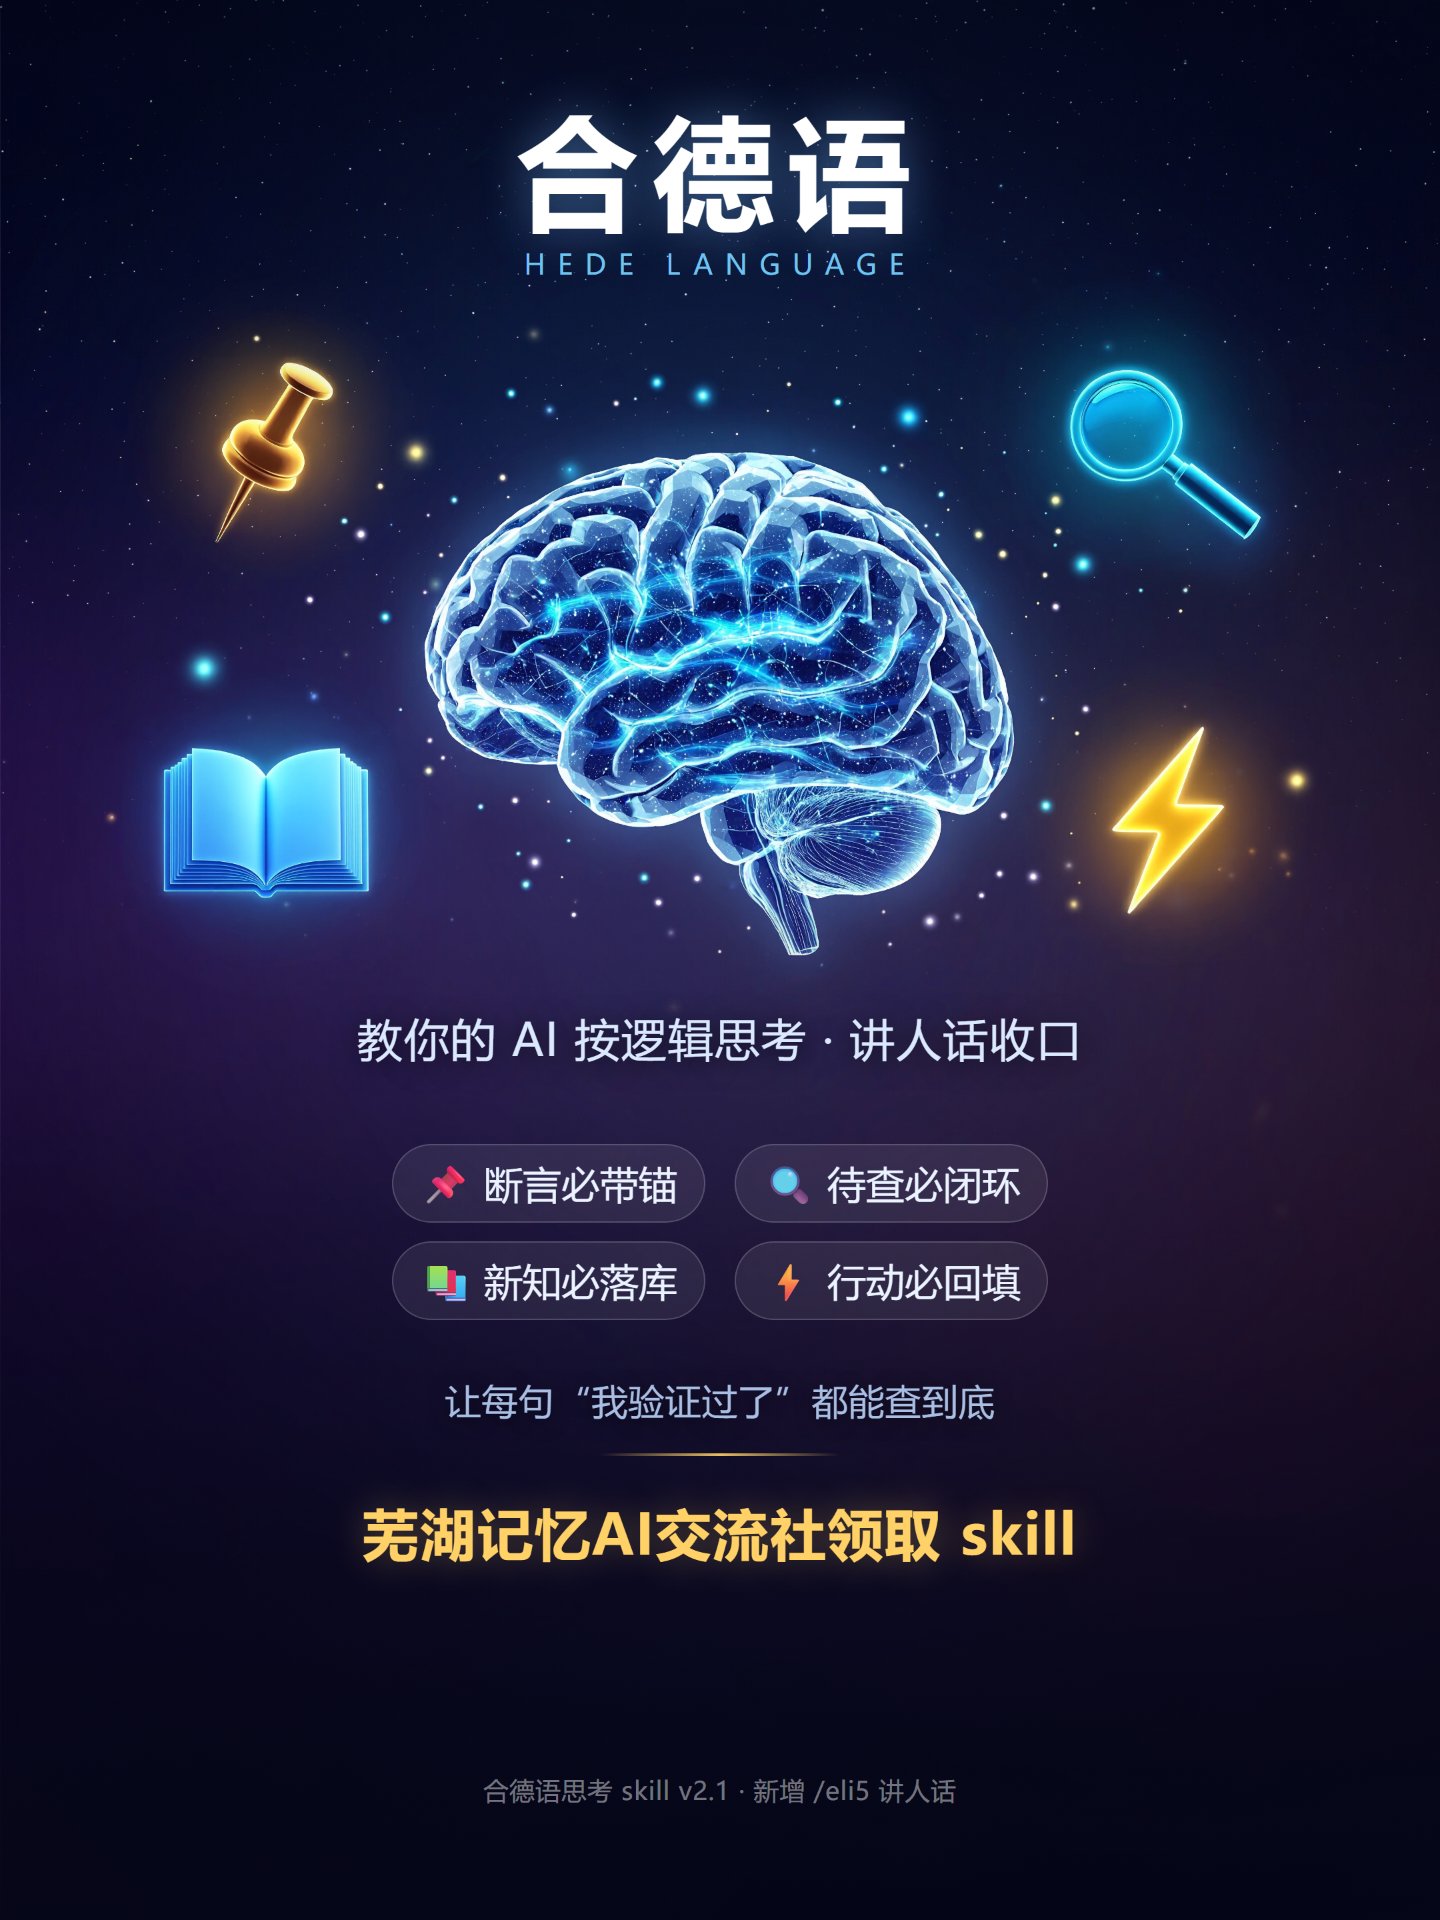 合德语
HEDE LANGUAGE
教你的 AI 按逻辑思考 · 讲人话收口
断言必带锚
待查必闭环
新知必落库
行动必回填
让每句“我验证过了”都能查到底
芜湖记忆AI交流社领取 skill
合德语思考 skill v2.1 · 新增 /eli5 讲人话